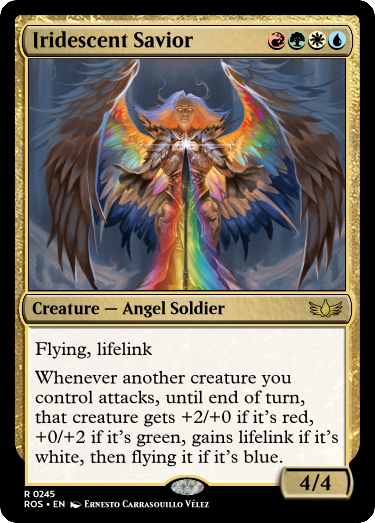 Iridescent Savior
Creature — Angel Soldier
Flying, lifelink
Whenever another creature you
control attacks, until end of turn,
that creature gets +2/+0 if it's red,
+0/+2 if it's green, gains lifelink if it's
white, then flying it if it's blue.
4/4
R 0245
ROS • EN Ernesto Carrasouillo Vélez